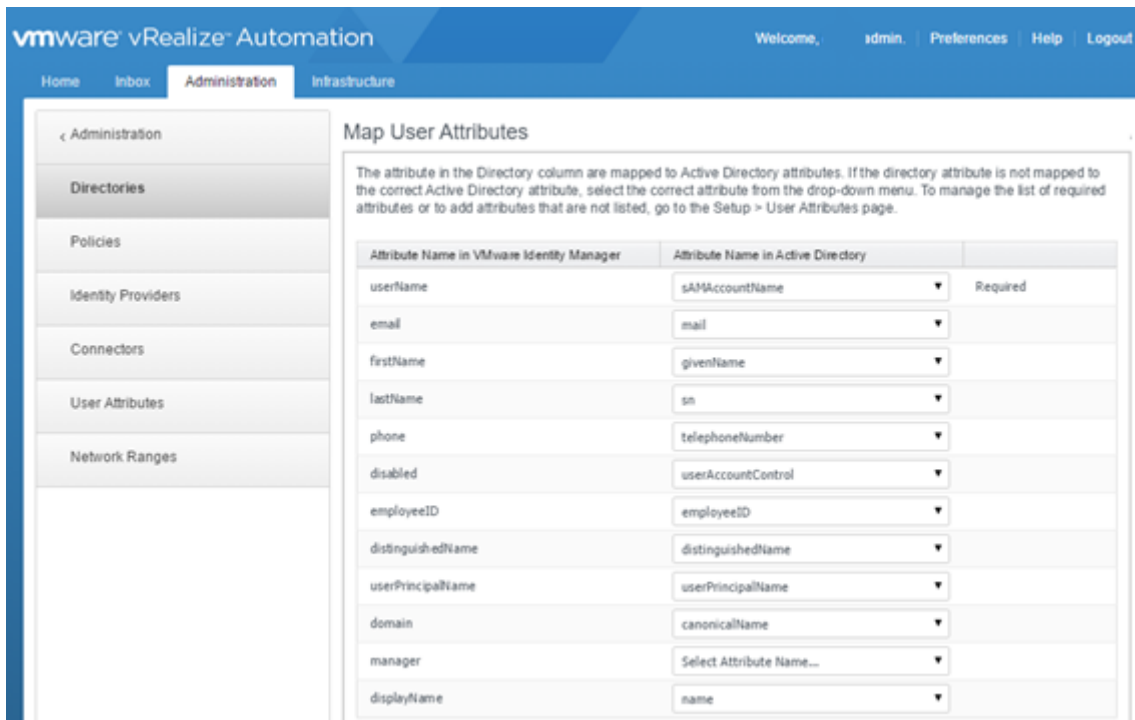 vmware vRealize Automation
Welcome, admin. Preferences Help Logout
Home Inbox Administration Infrastructure
< Administration
Directories
Policies
Identity Providers
Connectors
User Attributes
Network Ranges
Map User Attributes
The attribute in the Directory column are mapped to Active Directory attributes. If the directory attribute is not mapped to
the correct Active Directory attribute, select the correct attribute from the drop-down menu. To manage the list of required
attributes or to add attributes that are not listed, go to the Setup > User Attributes page.
Attribute Name in VMware Identity Manager Attribute Name in Active Directory
userName sAMAccountName Required
email mail
firstName givenName
lastName sn
phone telephoneNumber
disabled userAccountControl
employeeID employeeID
distinguishedName distinguishedName
userPrincipalName userPrincipalName
domain canonicalName
manager Select Attribute Name...
displayName name